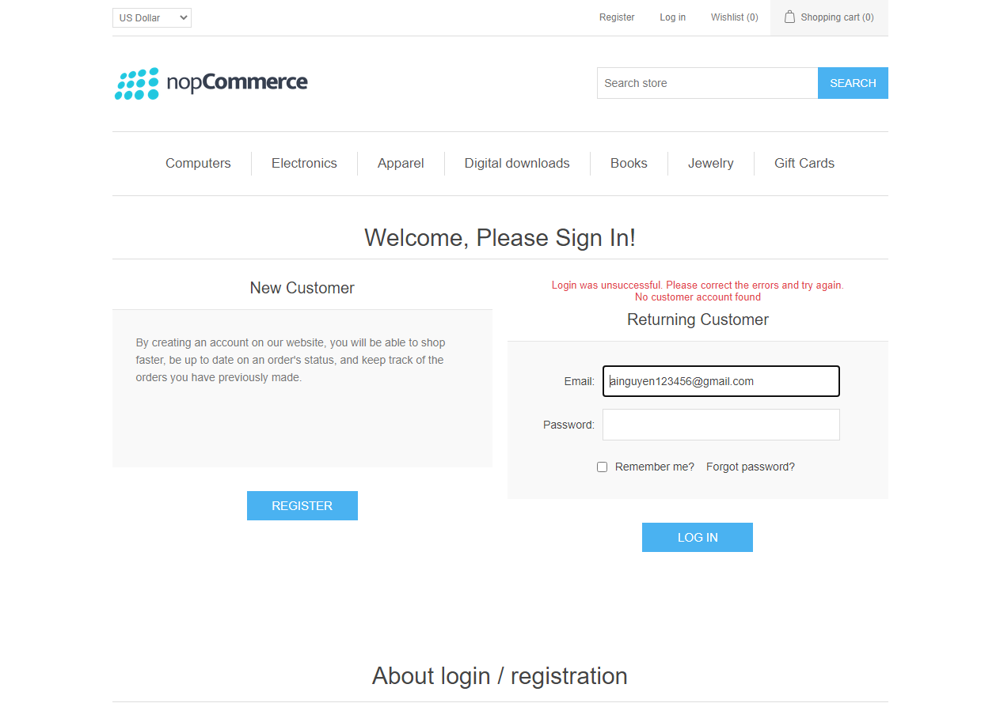 US Dollar
Register
Log in
Wishlist (0)
Shopping cart (0)
nopCommerce
Search store
SEARCH
Computers
Electronics
Apparel
Digital downloads
Books
Jewelry
Gift Cards
Welcome, Please Sign In!
New Customer
By creating an account on our website, you will be able to shop
faster, be up to date on an order's status, and keep track of the
orders you have previously made.
REGISTER
Login was unsuccessful. Please correct the errors and try again.
No customer account found
Returning Customer
Email:
ainguyen123456@gmail.com
Password:
Remember me?
Forgot password?
LOG IN
About login / registration